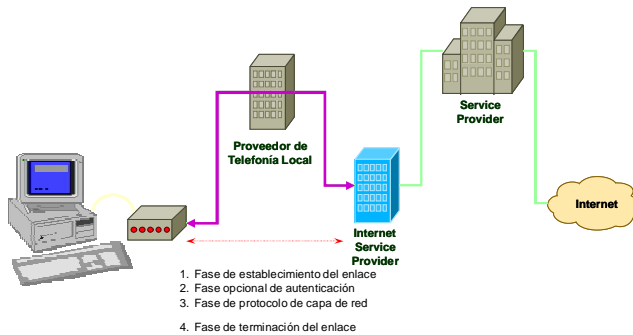 Service
Provider
Proveedor de
Telefonía Local
Internet
Internet
Service
Provider
1. Fase de establecimiento del enlace
2. Fase opcional de autenticación
3. Fase de protocolo de capa de red
4. Fase de terminación del enlace